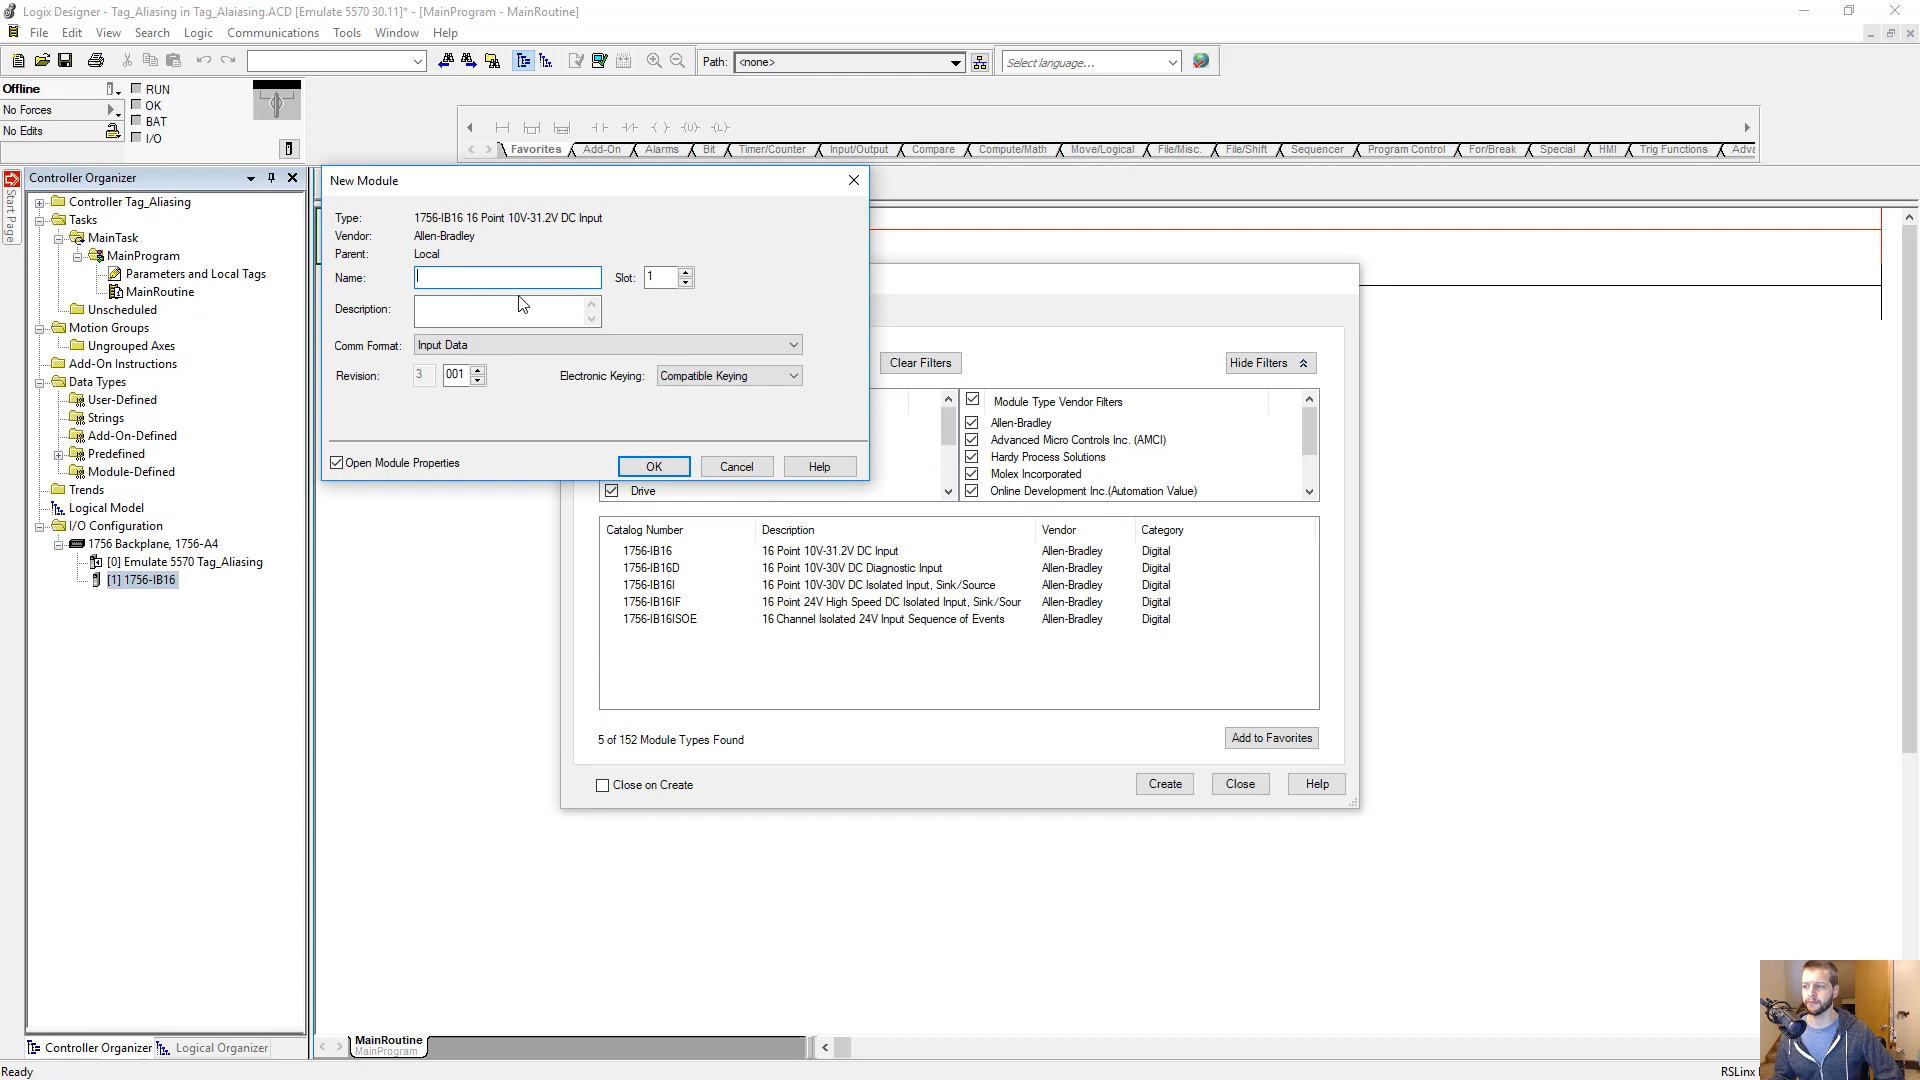 Logix Designer - Tag_Aliasing in Tag_Alaiasing.ACD [Emulate 5570 30.11]* - [MainProgram - MainRoutine]
File Edit View Search Logic Communications Tools Window Help
Path: <none> Select language...
Offline RUN
No Forces OK
No Edits BAT
I/O
Favorites Add-On Alarms Bit Timer/Counter Input/Output Compare Compute/Math Move/Logical File/Misc. File/Shift Sequencer Program Control For/Break Special HMI Trig Functions Adva
Start Page
Controller Organizer
Controller Tag_Aliasing
Tasks
MainTask
MainProgram
Parameters and Local Tags
MainRoutine
Unscheduled
Motion Groups
Ungrouped Axes
Add-On Instructions
Data Types
User-Defined
Strings
Add-On-Defined
Predefined
Module-Defined
Trends
Logical Model
I/O Configuration
1756 Backplane, 1756-A4
[0] Emulate 5570 Tag_Aliasing
[1] 1756-IB16
New Module
Type: 1756-IB16 16 Point 10V-31.2V DC Input
Vendor: Allen-Bradley
Parent: Local
Name: Slot: 1
Description:
Comm Format: Input Data
Revision: 3 001 Electronic Keying: Compatible Keying
Open Module Properties OK Cancel Help
Clear Filters Hide Filters
Module Type Vendor Filters
Allen-Bradley
Advanced Micro Controls Inc. (AMCI)
Hardy Process Solutions
Molex Incorporated
Drive Online Development Inc.(Automation Value)
Catalog Number Description Vendor Category
1756-IB16 16 Point 10V-31.2V DC Input Allen-Bradley Digital
1756-IB16D 16 Point 10V-30V DC Diagnostic Input Allen-Bradley Digital
1756-IB16I 16 Point 10V-30V DC Isolated Input, Sink/Source Allen-Bradley Digital
1756-IB16IF 16 Point 24V High Speed DC Isolated Input, Sink/Sour Allen-Bradley Digital
1756-IB16ISOE 16 Channel Isolated 24V Input Sequence of Events Allen-Bradley Digital
5 of 152 Module Types Found Add to Favorites
Close on Create Create Close Help
Controller Organizer Logical Organizer
MainRoutine
MainProgram
Ready RSLinx